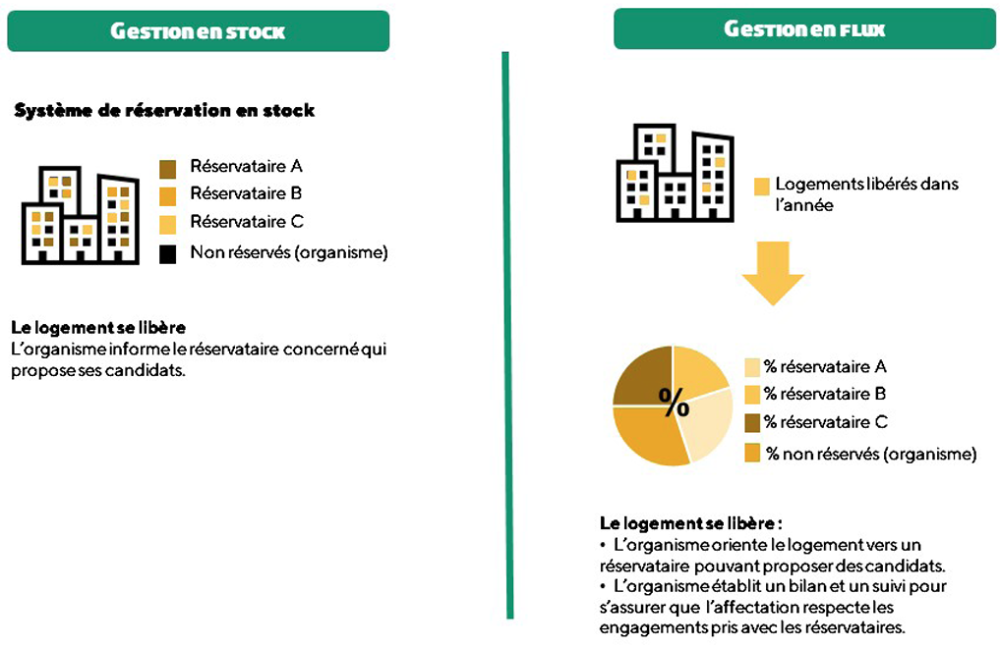 Gestion en stock
Système de réservation en stock
Réservataire A
Réservataire B
Réservataire C
Non réservés (organisme)
Le logement se libère
L'organisme informe le réservataire concerné qui
propose ses candidats.
Gestion en flux
Logements libérés dans
l'année
%
% réservataire A
% réservataire B
% réservataire C
% non réservés (organisme)
Le logement se libère :
• L'organisme oriente le logement vers un
réservataire pouvant proposer des candidats.
• L'organisme établit un bilan et un suivi pour
s'assurer que l'affectation respecte les
engagements pris avec les réservataires.